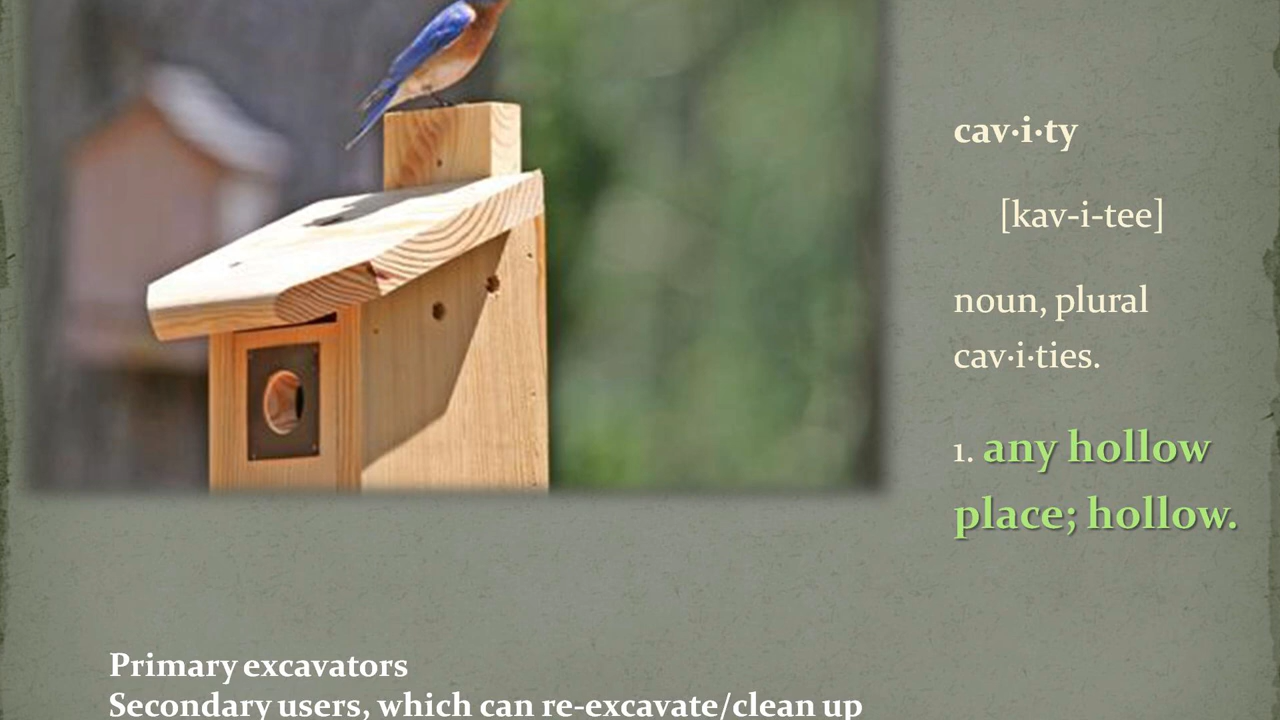 cav·i·ty
[kav-i-tee]
noun, plural
cav·i·ties.
1. any hollow
place; hollow.
Primary excavators
Secondary users, which can re-excavate/clean up